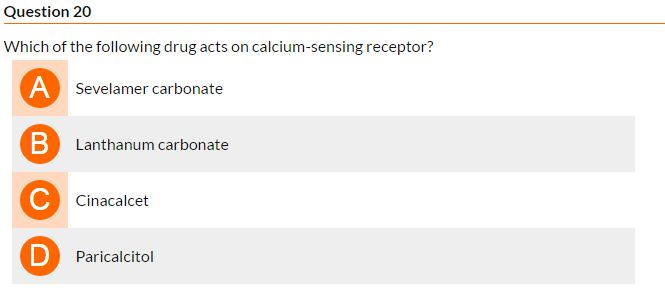 Question 20
Which of the following drug acts on calcium-sensing receptor?
A Sevelamer carbonate
B Lanthanum carbonate
C Cinacalcet
D Paricalcitol